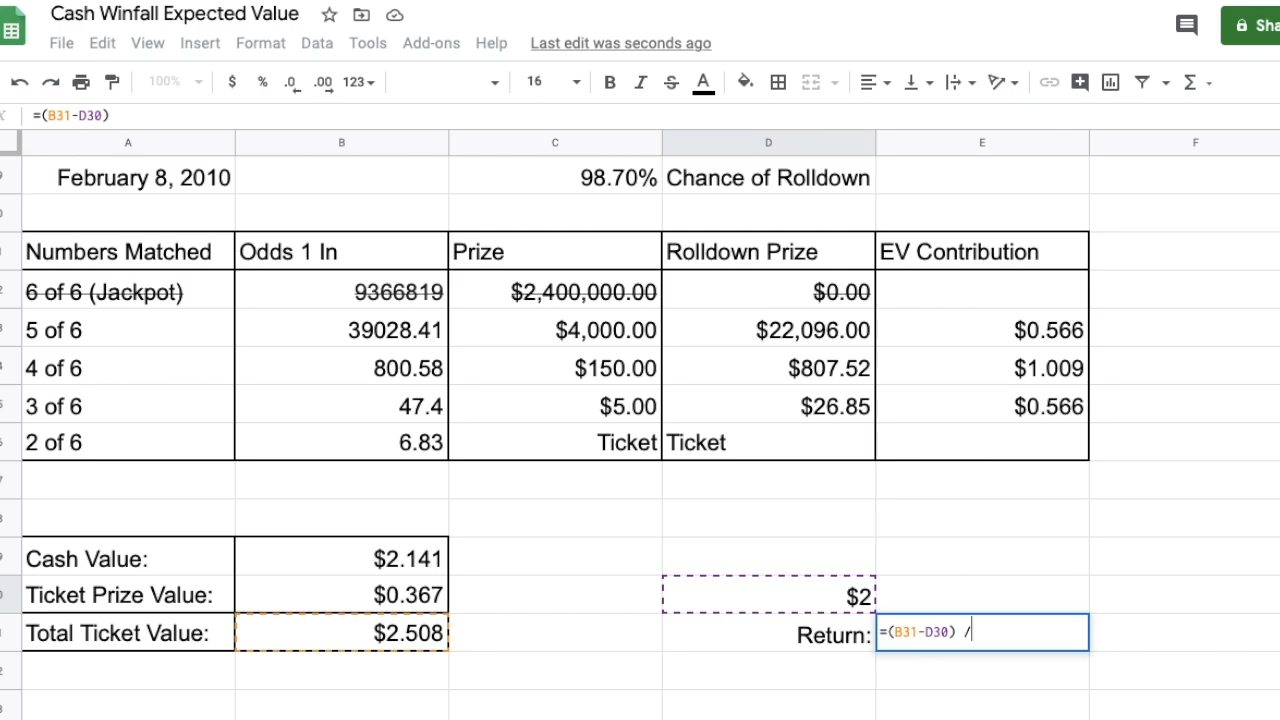 Cash Winfall Expected Value
File Edit View Insert Format Data Tools Add-ons Help Last edit was seconds ago
Sha
100% $ % .0 .00 123 16 B I S A
=(B31-D30)
A B C D E F
February 8, 2010 98.70% Chance of Rolldown
Numbers Matched Odds 1 In Prize Rolldown Prize EV Contribution
6 of 6 (Jackpot) 9366819 $2,400,000.00 $0.00
5 of 6 39028.41 $4,000.00 $22,096.00 $0.566
4 of 6 800.58 $150.00 $807.52 $1.009
3 of 6 47.4 $5.00 $26.85 $0.566
2 of 6 6.83 Ticket Ticket
Cash Value: $2.141
Ticket Prize Value: $0.367 $2
Total Ticket Value: $2.508 Return: =(B31-D30) /